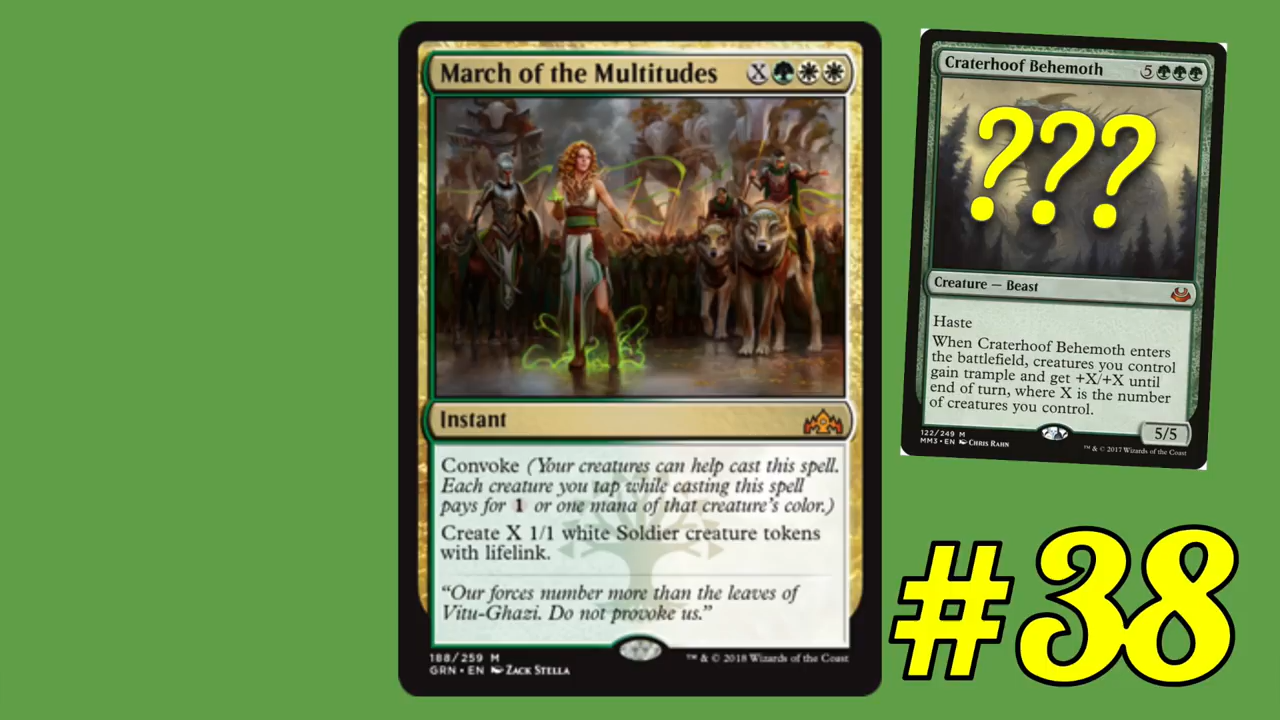 March of the Multitudes X
Instant
Convoke (Your creatures can help cast this spell.
Each creature you tap while casting this spell
pays for 1 or one mana of that creature's color.)
Create X 1/1 white Soldier creature tokens
with lifelink.
“Our forces number more than the leaves of
Vitu-Ghazi. Do not provoke us.”
188/259 M
GRN • EN Zack Stella
™ & © 2018 Wizards of the Coast
Craterhoof Behemoth 5
???
Creature — Beast
Haste
When Craterhoof Behemoth enters
the battlefield, creatures you control
gain trample and get +X/+X until
end of turn, where X is the number
of creatures you control.
5/5
122/249 M
MM3 • EN Chris Rahn
™ & © 2017 Wizards of the Coast
#38